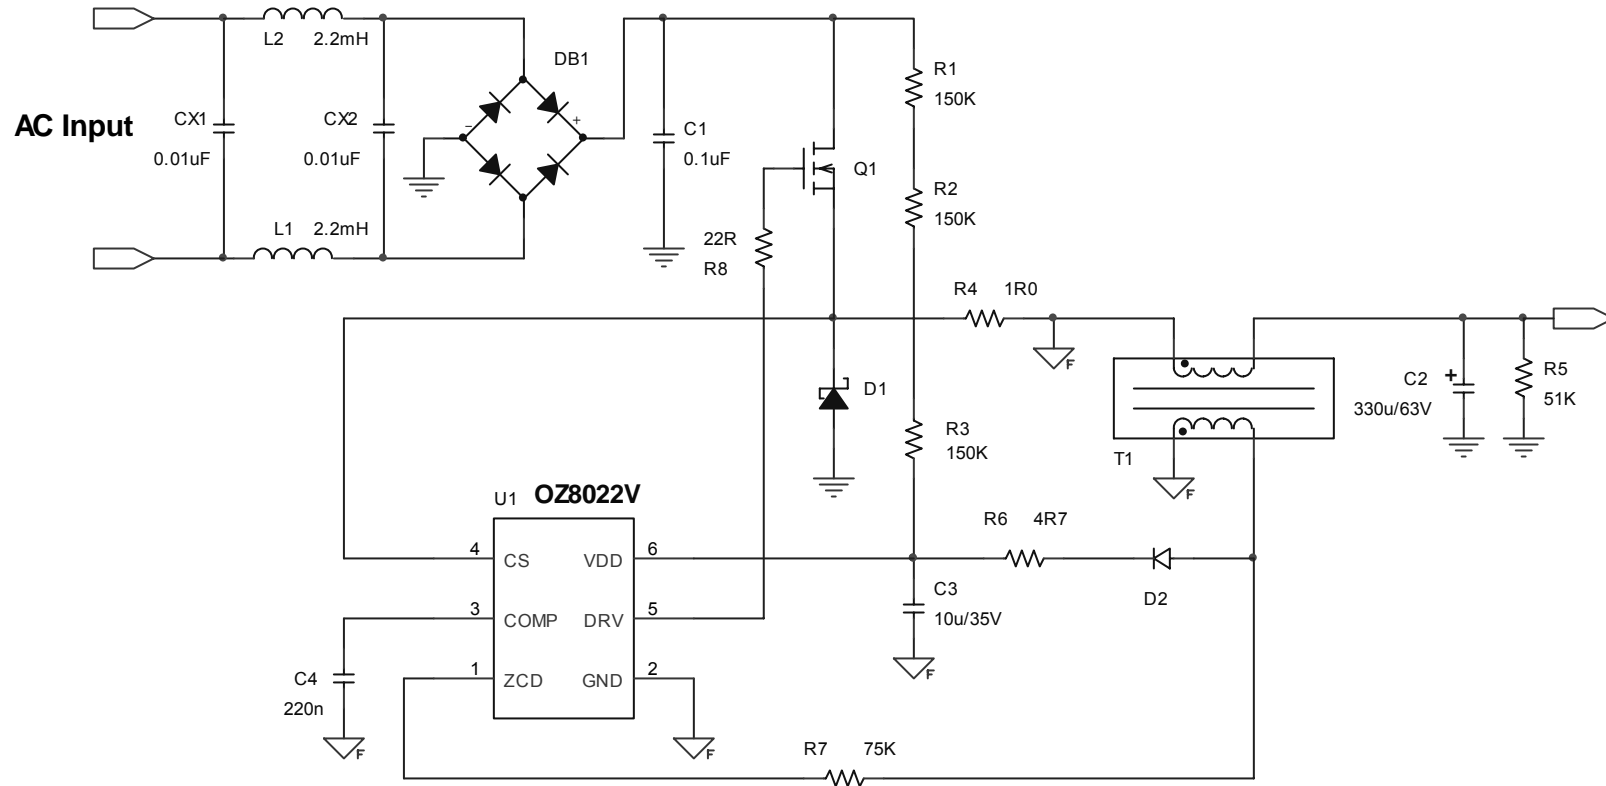 L2 2.2mH
DB1
AC Input
CX1
0.01uF
CX2
0.01uF
-
+
C1
0.1uF
R1
150K
Q1
R2
150K
L1 2.2mH
22R
R8
R4 1R0
F
D1
R3
150K
T1
F
C2
+
330u/63V
R5
51K
U1 OZ8022V
4 CS
VDD 6
3 COMP
DRV 5
1 ZCD
GND 2
R6 4R7
D2
C3
10u/35V
F
C4
220n
F
F
R7 75K